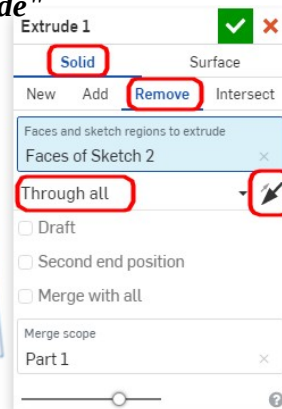 de"
Extrude 1
Solid Surface
New Add Remove Intersect
Faces and sketch regions to extrude
Faces of Sketch 2
Through all
Draft
Second end position
Merge with all
Merge scope
Part 1